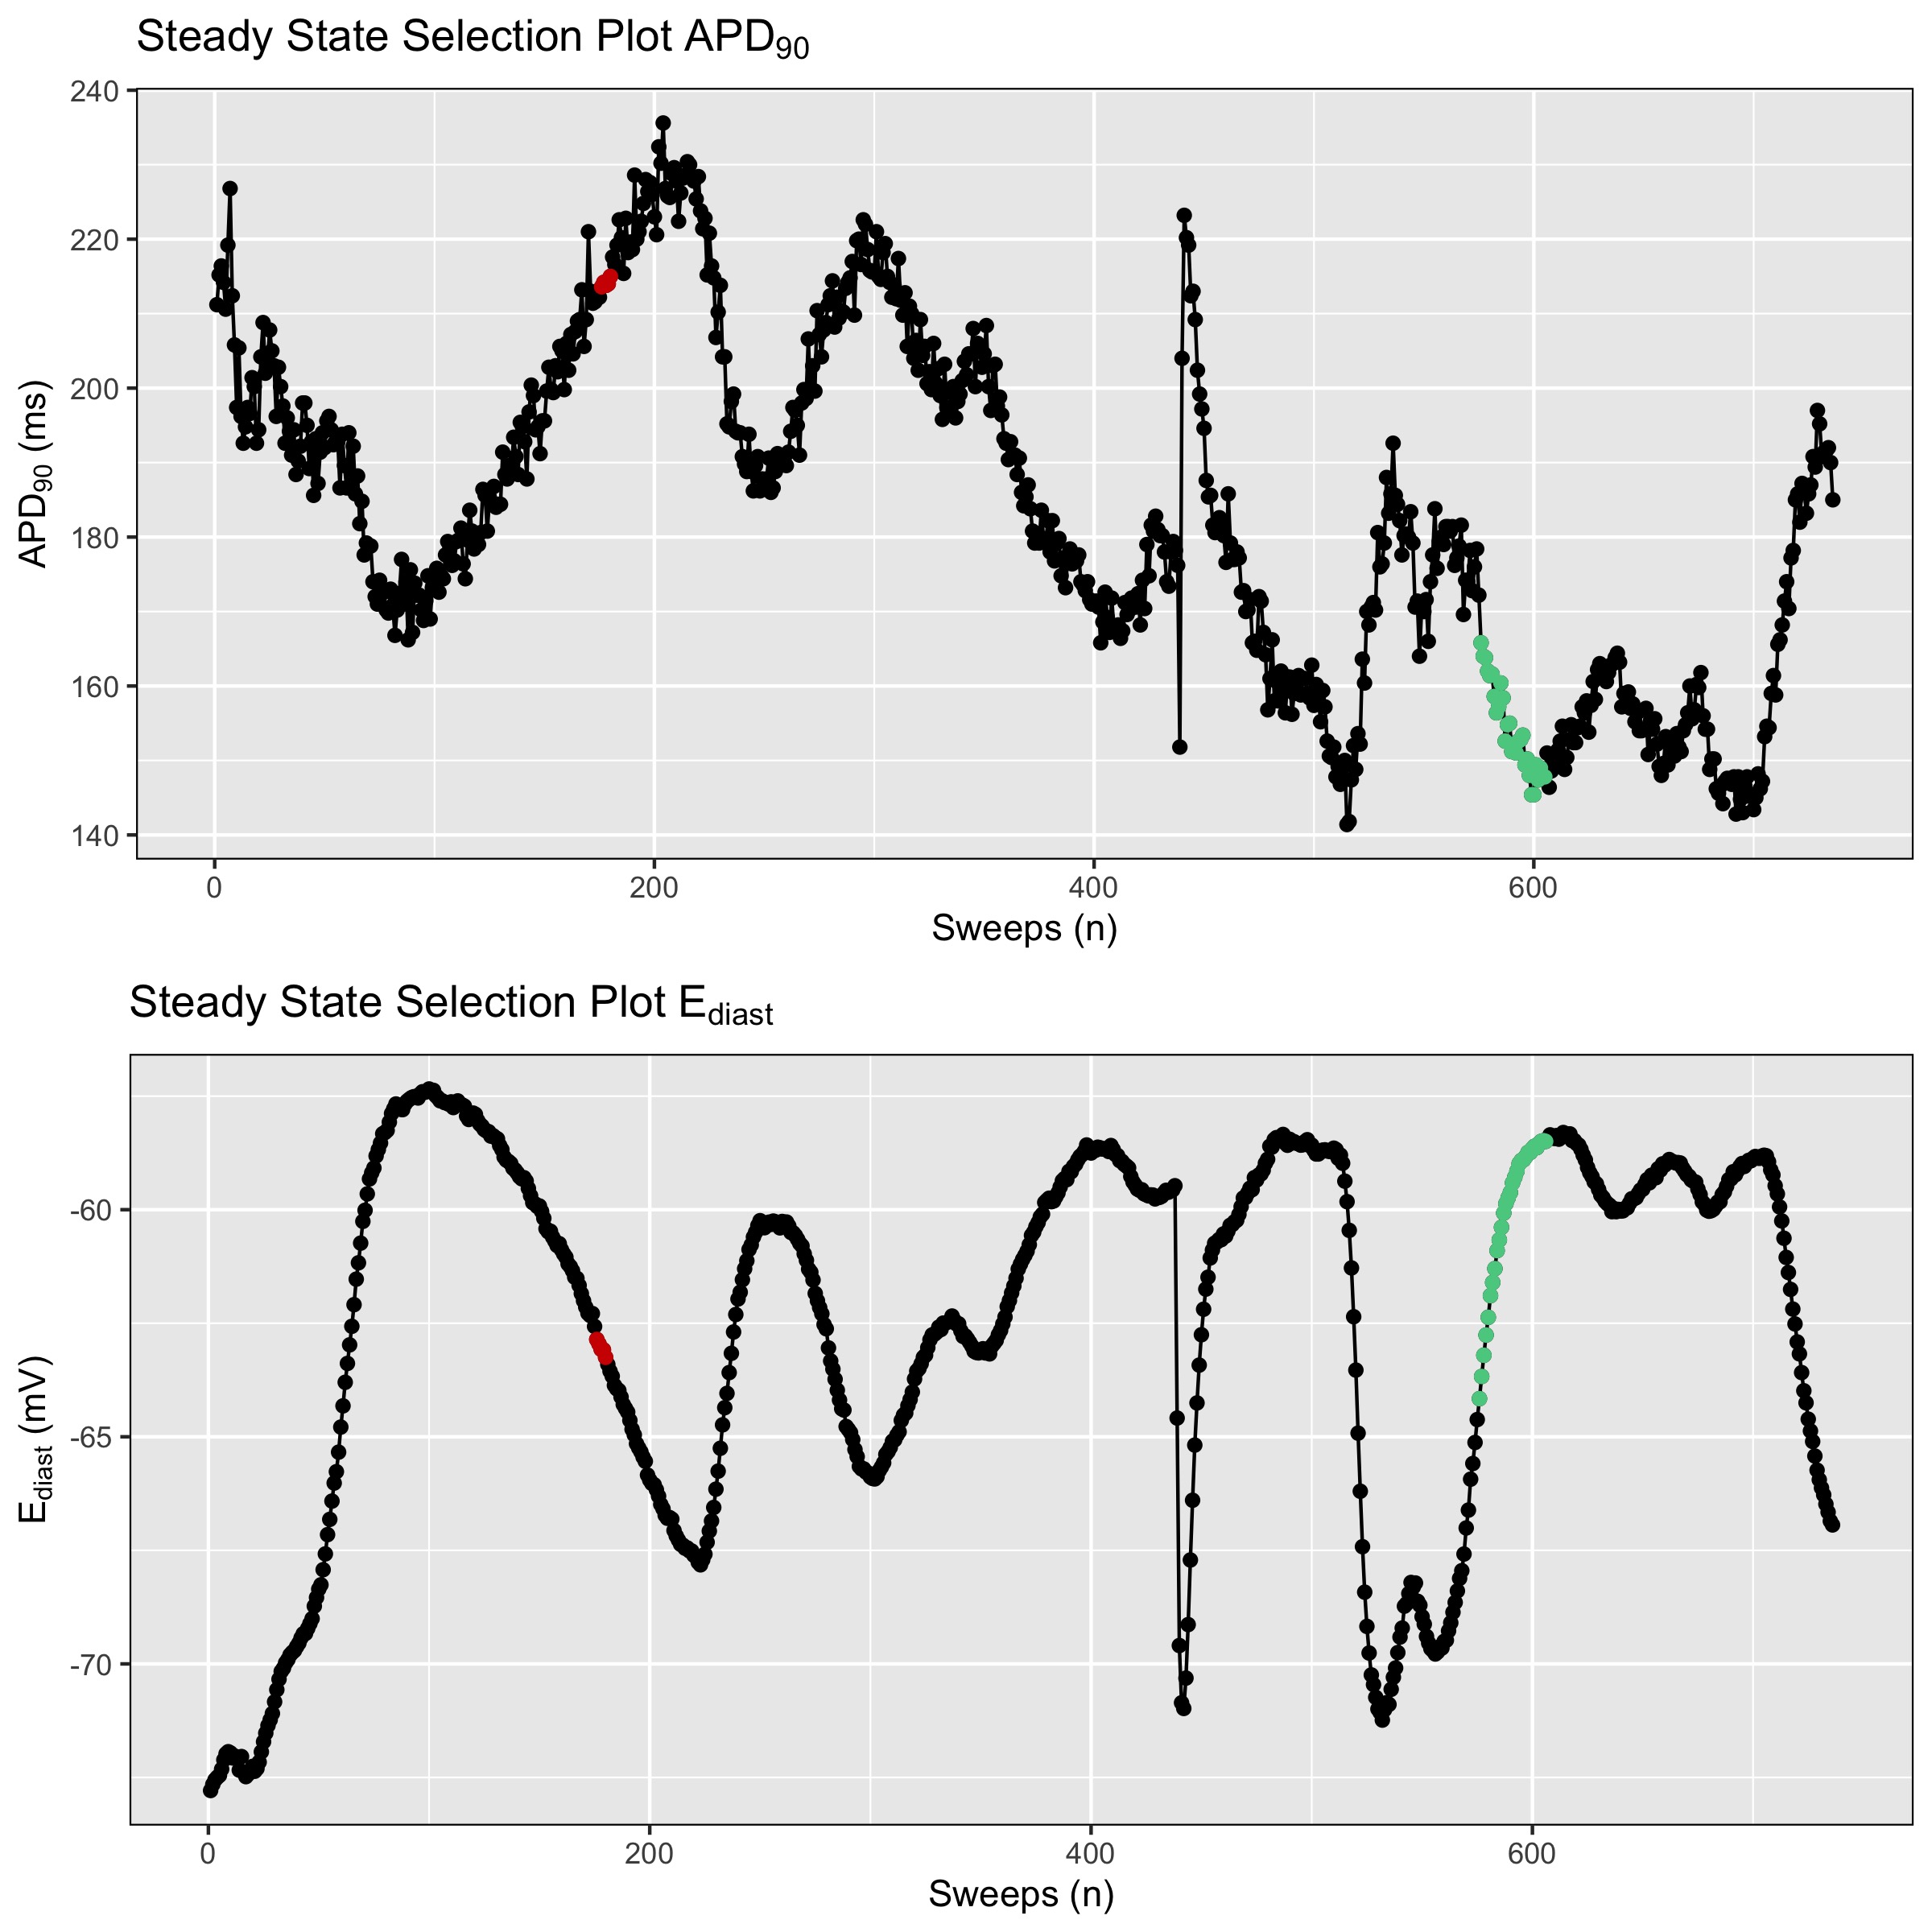 Steady State Selection Plot APD90
240
220
200
180
160
140
APD90 (ms)
0 200 400 600
Sweeps (n)
Steady State Selection Plot Ediast
-60
-65
-70
Ediast (mV)
0 200 400 600
Sweeps (n)